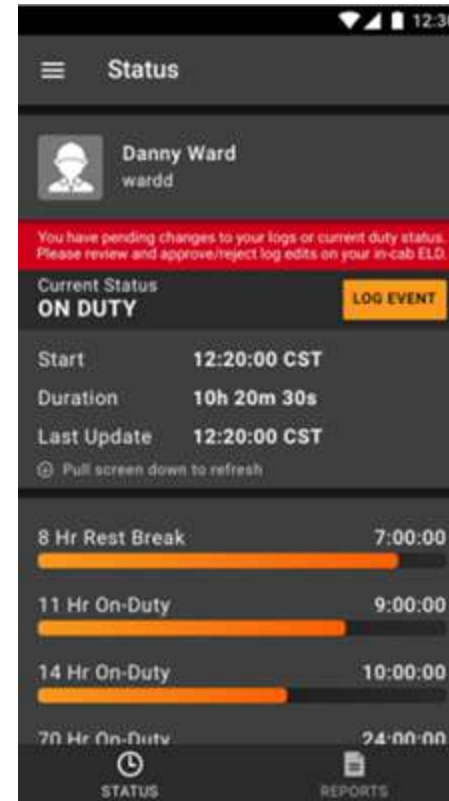 12:30
Status
Danny Ward
wardd
You have pending changes to your logs or current duty status.
Please review and approve/reject log edits on your in-cab ELD.
Current Status
ON DUTY
LOG EVENT
Start 12:20:00 CST
Duration 10h 20m 30s
Last Update 12:20:00 CST
Pull screen down to refresh
8 Hr Rest Break 7:00:00
11 Hr On-Duty 9:00:00
14 Hr On-Duty 10:00:00
70 Hr On-Duty 24:00:00
STATUS REPORTS